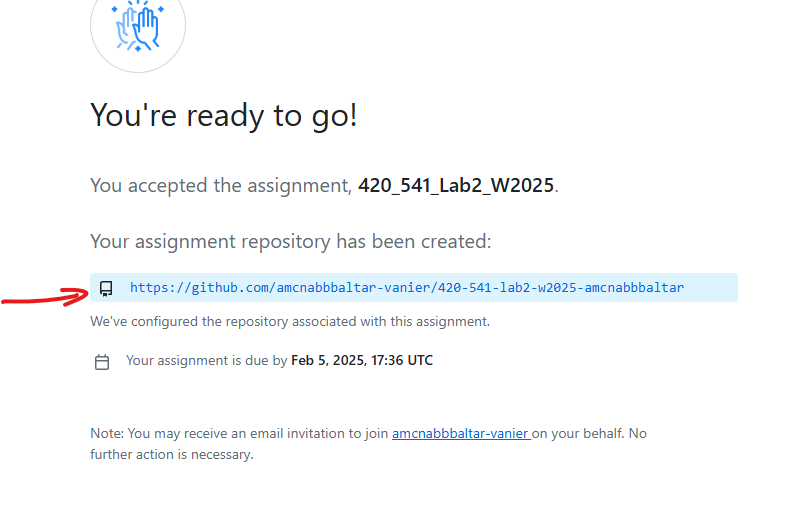 You're ready to go!
You accepted the assignment, 420_541_Lab2_W2025.
Your assignment repository has been created:
https://github.com/amcnabbbaltar-vanier/420-541-lab2-w2025-amcnabbbaltar
We've configured the repository associated with this assignment.
Your assignment is due by Feb 5, 2025, 17:36 UTC
Note: You may receive an email invitation to join amcnabbbaltar-vanier on your behalf. No
further action is necessary.